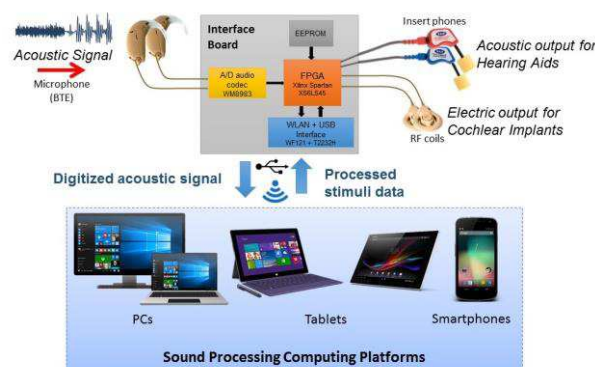 Acoustic Signal
Microphone
(BTE)
Interface
Board
EEPROM
A/D audio
codec
WM8983
FPGA
Xilinx Spartan
XS6LS45
WLAN + USB
Interface
WF121 + T2232H
Insert phones
Acoustic output for
Hearing Aids
Electric output for
Cochlear Implants
RF coils
Digitized acoustic signal
Processed
stimuli data
PCs
Tablets
Smartphones
Sound Processing Computing Platforms